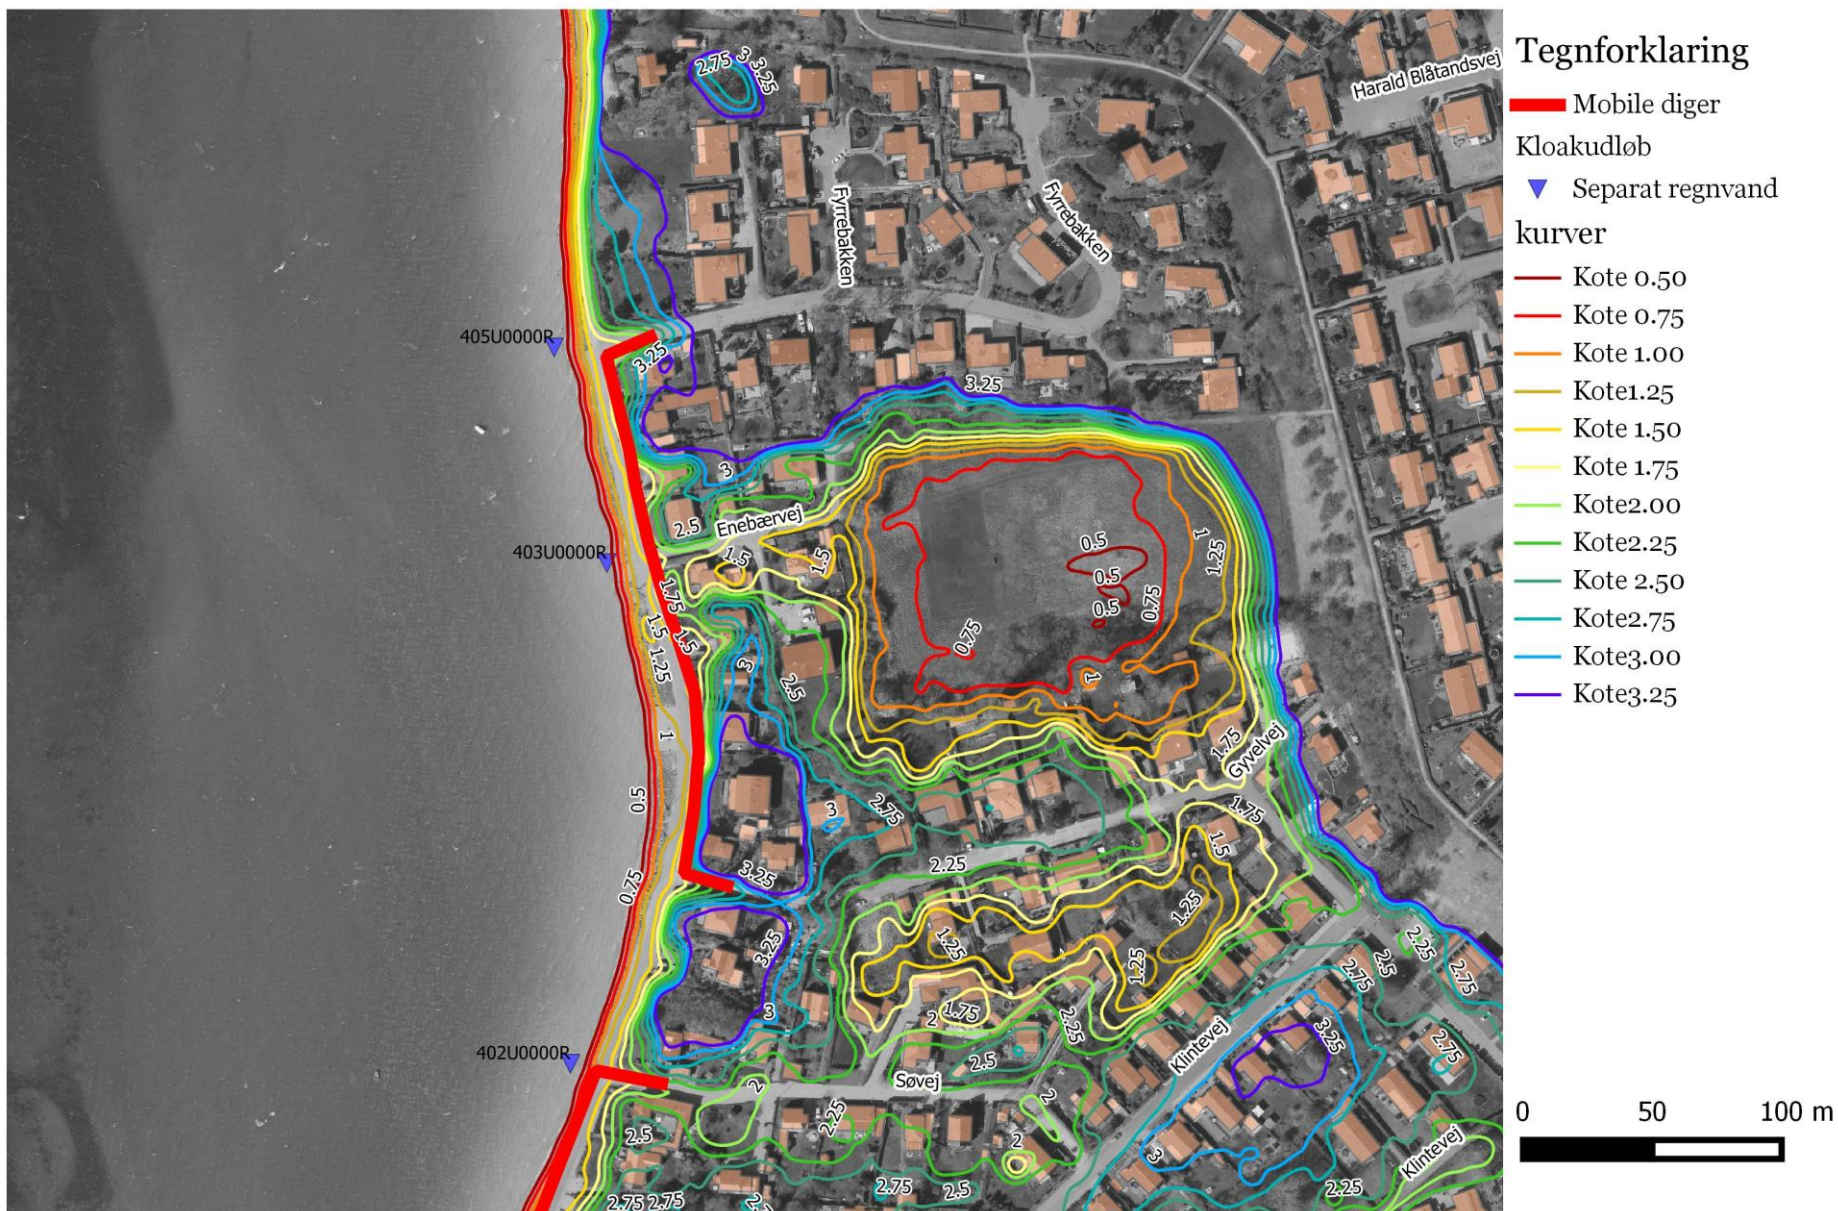 2.75
3
3.25
Harald Blåtandsvej
Fyrrebakken
Fyrrebakken
405U0000R
3.25
3.25
3
2.5
Enebærvej
1.5
1.5
403U0000R
0.5
0.5
0.5
0.75
1
1.25
1.75
1.5
1.5
1.25
0.75
3
2.5
1
1
1.75
Gyvelvej
0.5
3
2.75
1.75
1.5
2.25
0.75
3.25
1.25
1.25
1.25
3.25
2.25
2.5
2.75
2.75
3
1.75
2
2.25
402U0000R
2.5
Klintevej
3.25
2.75
Søvej
2
2
2.25
2.5
2
3
Klintevej
2.75
2.75
2.75
2.5
2.25
Tegnforklaring
Mobile diger
Kloakudløb
Separat regnvand
kurver
Kote 0.50
Kote 0.75
Kote 1.00
Kote1.25
Kote 1.50
Kote 1.75
Kote2.00
Kote2.25
Kote 2.50
Kote2.75
Kote3.00
Kote3.25
0 50 100 m